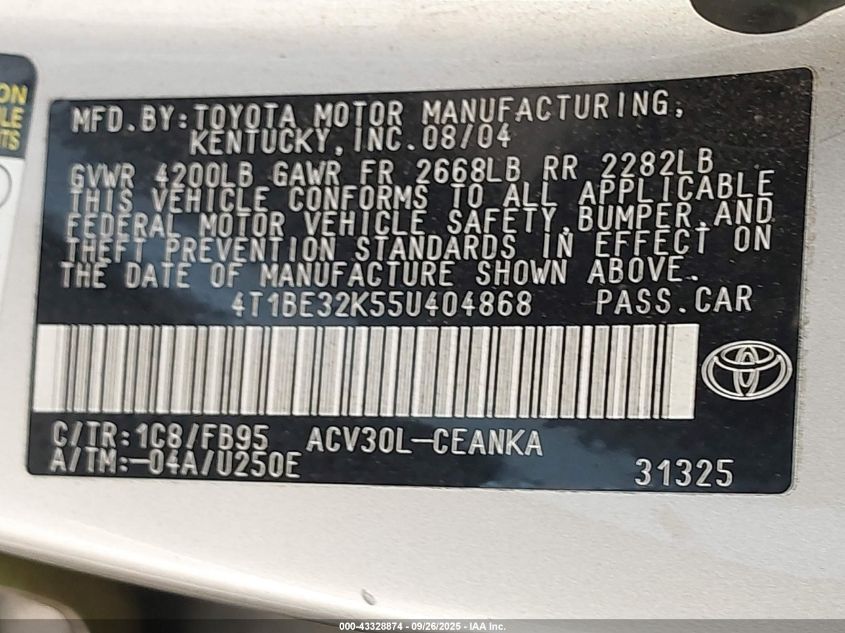 ON
LE
TS
MFD.BY:TOYOTA MOTOR MANUFACTURING,
KENTUCKY,INC.08/04
GVWR 4200LB GAWR FR 2668LB RR 2282LB
THIS VEHICLE CONFORMS TO ALL APPLICABLE
FEDERAL MOTOR VEHICLE SAFETY,BUMPER,AND
THEFT PREVENTION STANDARDS IN EFFECT ON
THE DATE OF MANUFACTURE SHOWN ABOVE.
4T1BE32K55U404868 PASS.CAR
C/TR:1C8/FB95 ACV30L-CEANKA
A/TM:-04A/U250E 31325
000-43328874 - 09/26/2025 - IAA Inc.